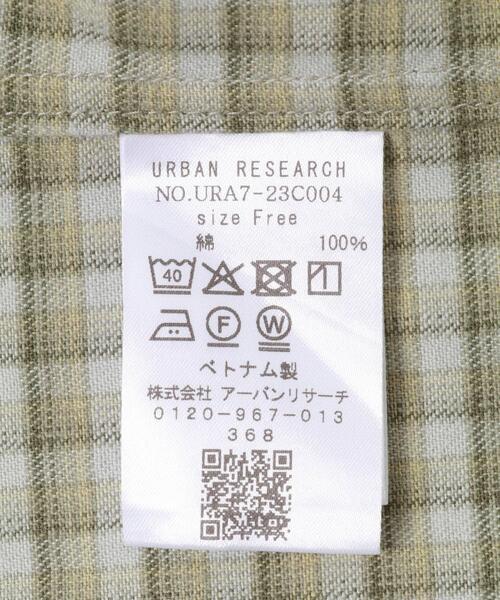 URBAN RESEARCH
NO.URA7-23C004
size Free
綿 100%
40
F W
ベトナム製
株式会社 アーバンリサーチ
0120-967-013
368